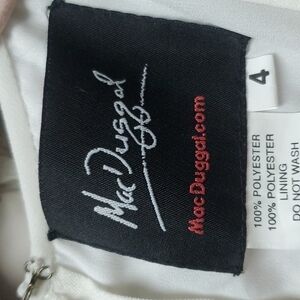 Mac Duggal
MacDuggal.com
4
100% POLYESTER
100% POLYESTER
LINING
DO NOT WASH